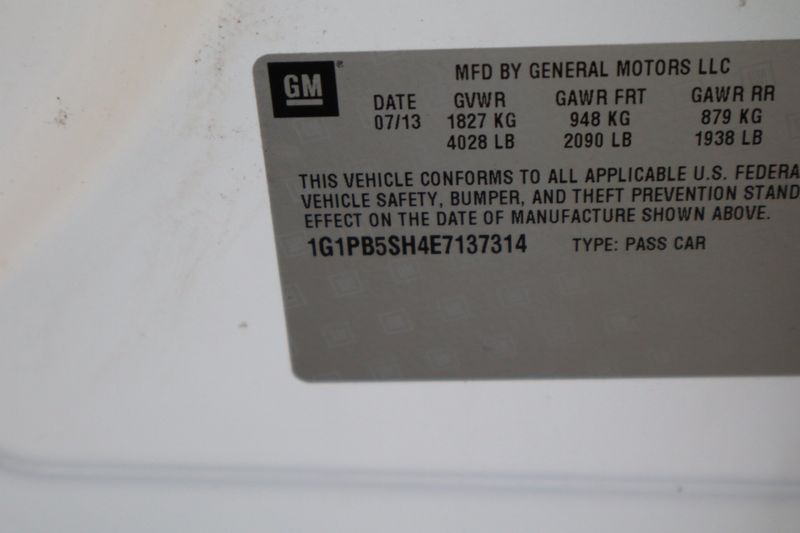 GM® MFD BY GENERAL MOTORS LLC
DATE GVWR GAWR FRT GAWR RR
07/13 1827 KG 948 KG 879 KG
4028 LB 2090 LB 1938 LB
THIS VEHICLE CONFORMS TO ALL APPLICABLE U.S. FEDERA
VEHICLE SAFETY, BUMPER, AND THEFT PREVENTION STAND
EFFECT ON THE DATE OF MANUFACTURE SHOWN ABOVE.
1G1PB5SH4E7137314 TYPE: PASS CAR